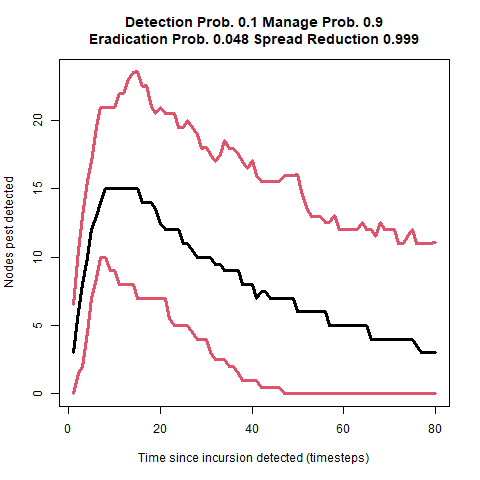 Detection Prob. 0.1 Manage Prob. 0.9
Eradication Prob. 0.048 Spread Reduction 0.999
Nodes pest detected
20
15
10
5
0
0 20 40 60 80
Time since incursion detected (timesteps)